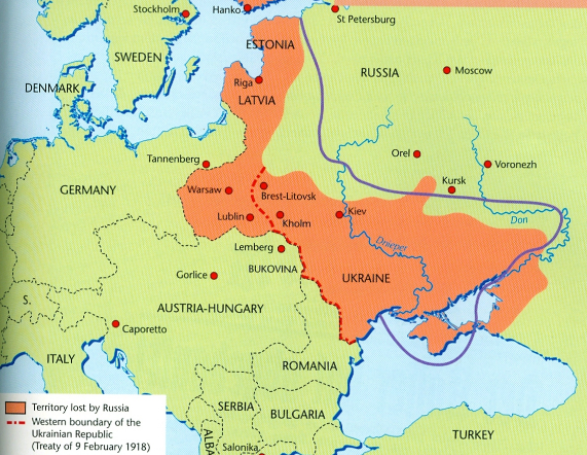 Stockholm
Hanko
St Petersburg
ESTONIA
SWEDEN
RUSSIA
Moscow
Riga
DENMARK
LATVIA
Orel
Voronezh
Tannenberg
Kursk
GERMANY
Warsaw
Brest-Litovsk
Lublin
Kholm
Kiev
Don
Dnieper
Lemberg
BUKOVINA
Gorlice
UKRAINE
S.
AUSTRIA-HUNGARY
Caporetto
ITALY
ROMANIA
SERBIA
BULGARIA
ALBA
TURKEY
Salonika
Territory lost by Russia
Western boundary of the
Ukrainian Republic
(Treaty of 9 February 1918)